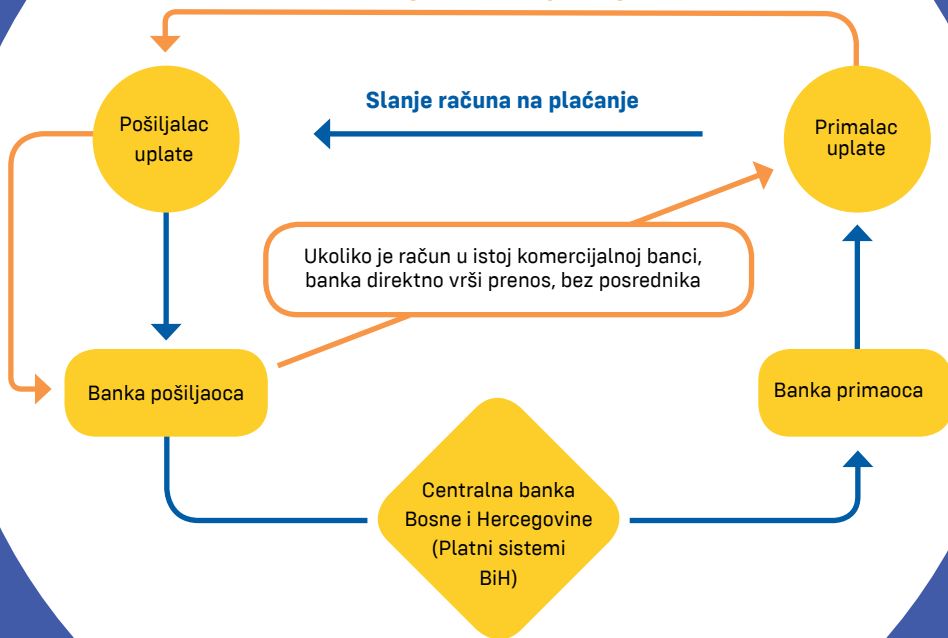 Slanje računa na plaćanje
Pošiljalac
uplate
Primalac
uplate
Ukoliko je račun u istoj komercijalnoj banci,
banka direktno vrši prenos, bez posrednika
Banka pošiljaoca
Banka primaoca
Centralna banka
Bosne i Hercegovine
(Platni sistemi
BiH)